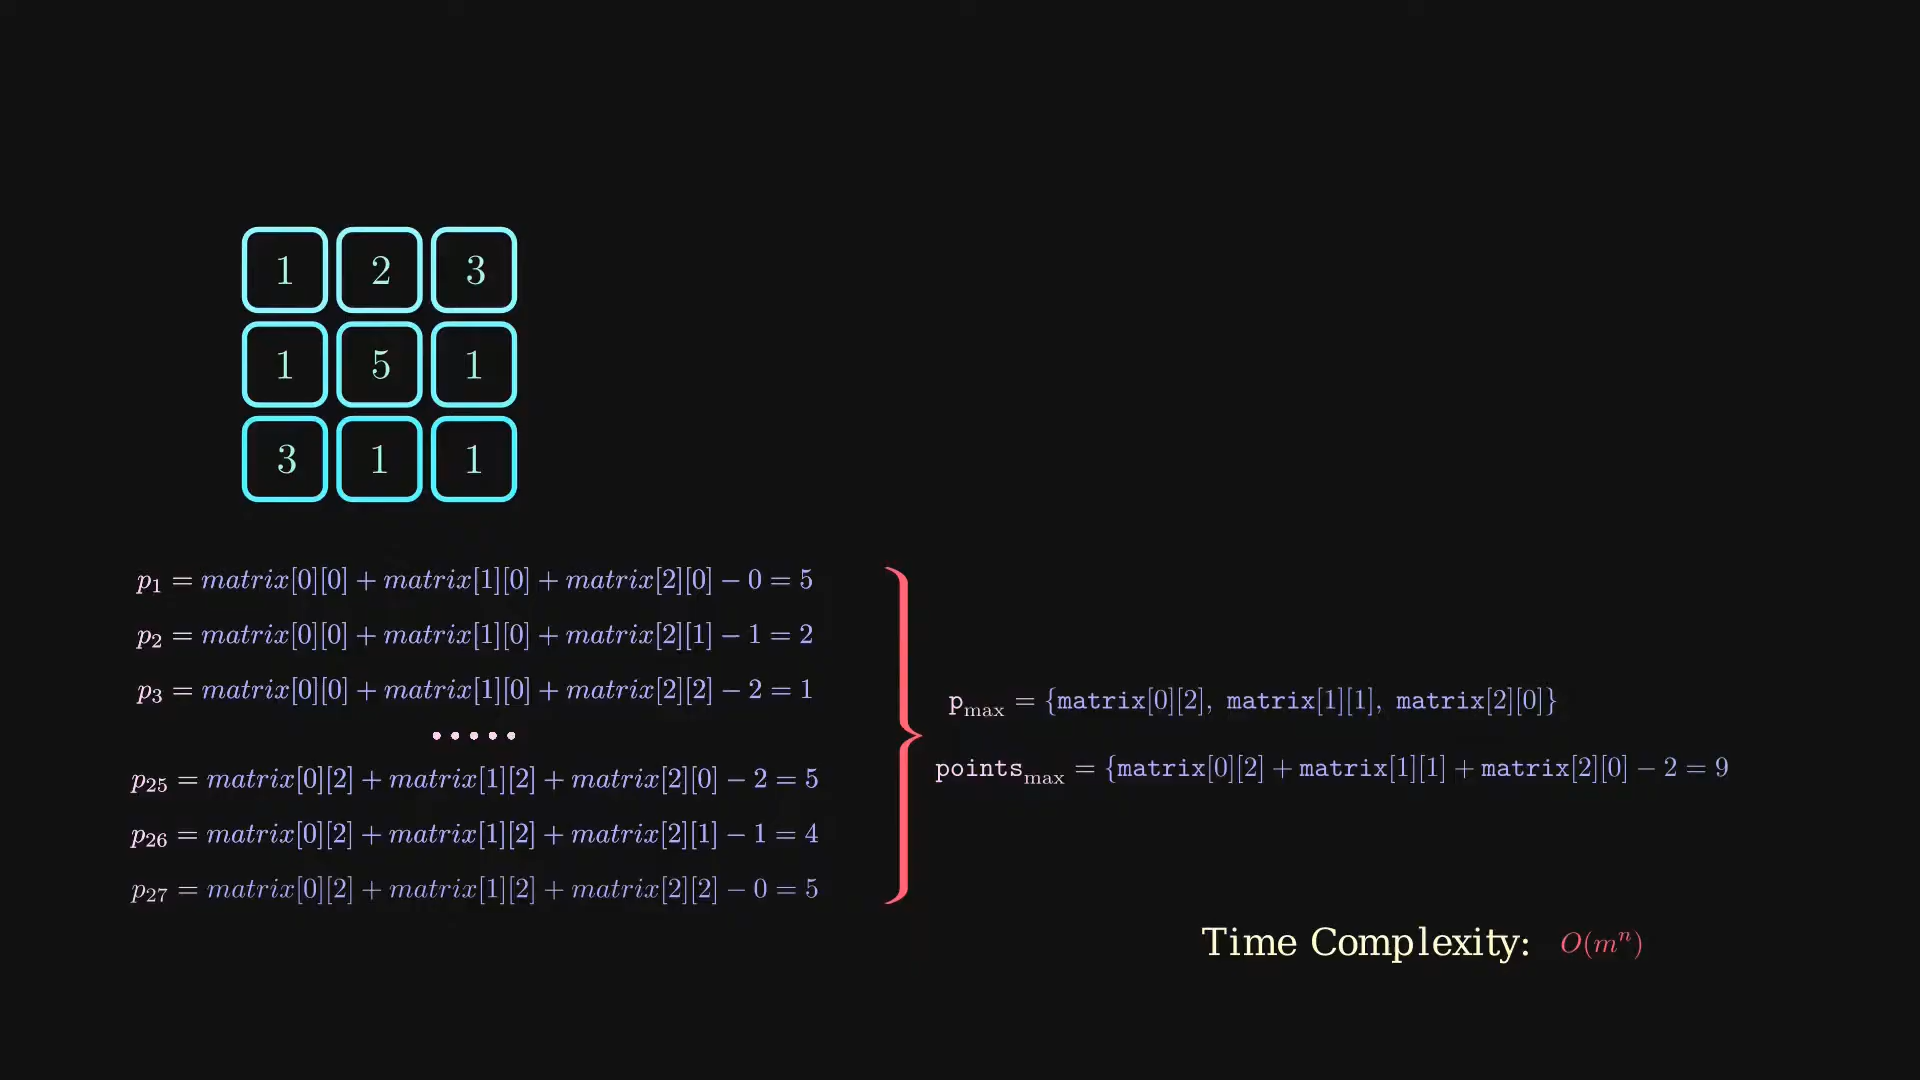 1 2 3
1 5 1
3 1 1
p₁ = matrix[0][0] + matrix[1][0] + matrix[2][0] − 0 = 5
p₂ = matrix[0][0] + matrix[1][0] + matrix[2][1] − 1 = 2
p₃ = matrix[0][0] + matrix[1][0] + matrix[2][2] − 2 = 1
.....
p₂₅ = matrix[0][2] + matrix[1][2] + matrix[2][0] − 2 = 5
p₂₆ = matrix[0][2] + matrix[1][2] + matrix[2][1] − 1 = 4
p₂₇ = matrix[0][2] + matrix[1][2] + matrix[2][2] − 0 = 5
pmax = {matrix[0][2], matrix[1][1], matrix[2][0]}
pointsmax = {matrix[0][2] + matrix[1][1] + matrix[2][0] − 2 = 9
Time Complexity: O(mⁿ)